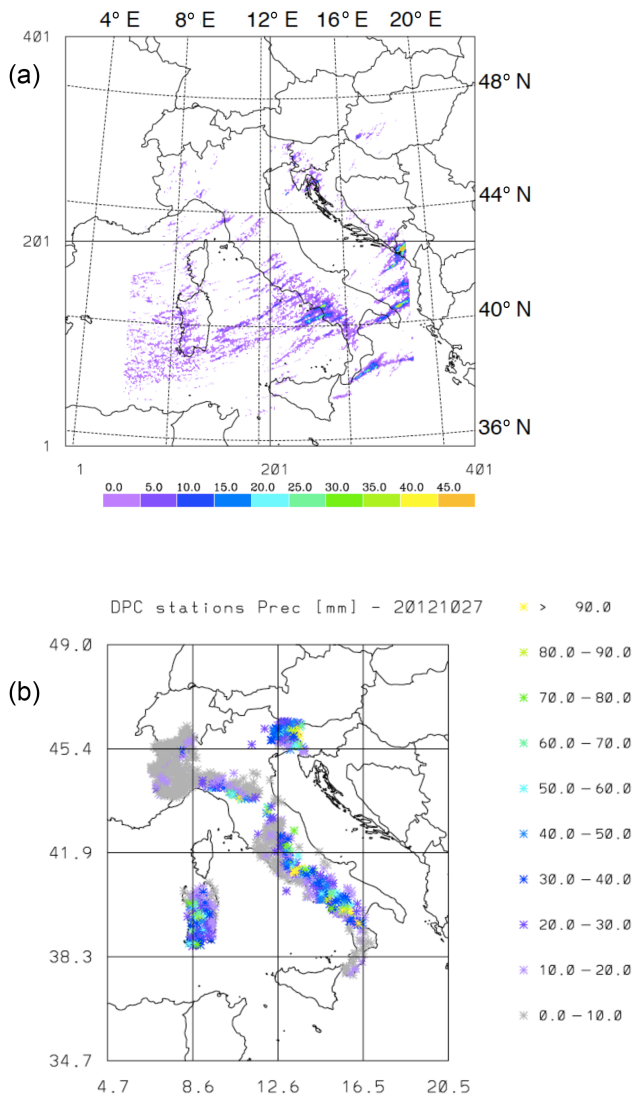 4° E 8° E 12° E 16° E 20° E
401
(a)
48° N
44° N
201
40° N
36° N
1
1 201 401
0.0 5.0 10.0 15.0 20.0 25.0 30.0 35.0 40.0 45.0
DPC stations Prec [mm] - 20121027
(b)
49.0
45.4
41.9
38.3
34.7
4.7 8.6 12.6 16.5 20.5
> 90.0
80.0-90.0
70.0-80.0
60.0-70.0
50.0-60.0
40.0-50.0
30.0-40.0
20.0-30.0
10.0-20.0
0.0-10.0